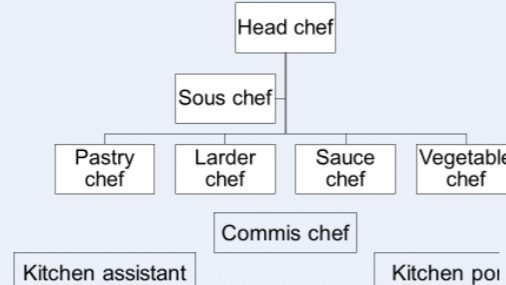 Head chef
Sous chef
Pastry
chef
Larder
chef
Sauce
chef
Vegetable
chef
Commis chef
Kitchen assistant
Kitchen